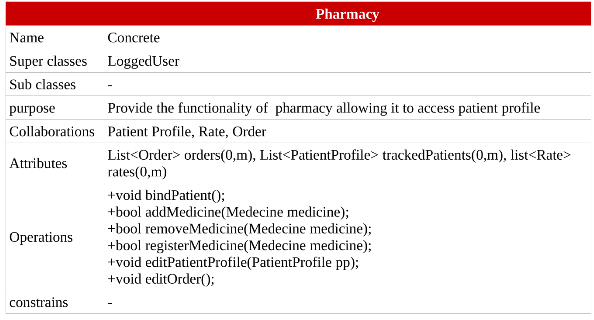 Pharmacy
Name Concrete
Super classes LoggedUser
Sub classes -
purpose Provide the functionality of pharmacy allowing it to access patient profile
Collaborations Patient Profile, Rate, Order
Attributes List<Order> orders(0,m), List<PatientProfile> trackedPatients(0,m), list<Rate>
rates(0,m)
Operations +void bindPatient();
+bool addMedicine(Medecine medicine);
+bool removeMedicine(Medecine medicine);
+bool registerMedicine(Medecine medicine);
+void editPatientProfile(PatientProfile pp);
+void editOrder();
constrains -